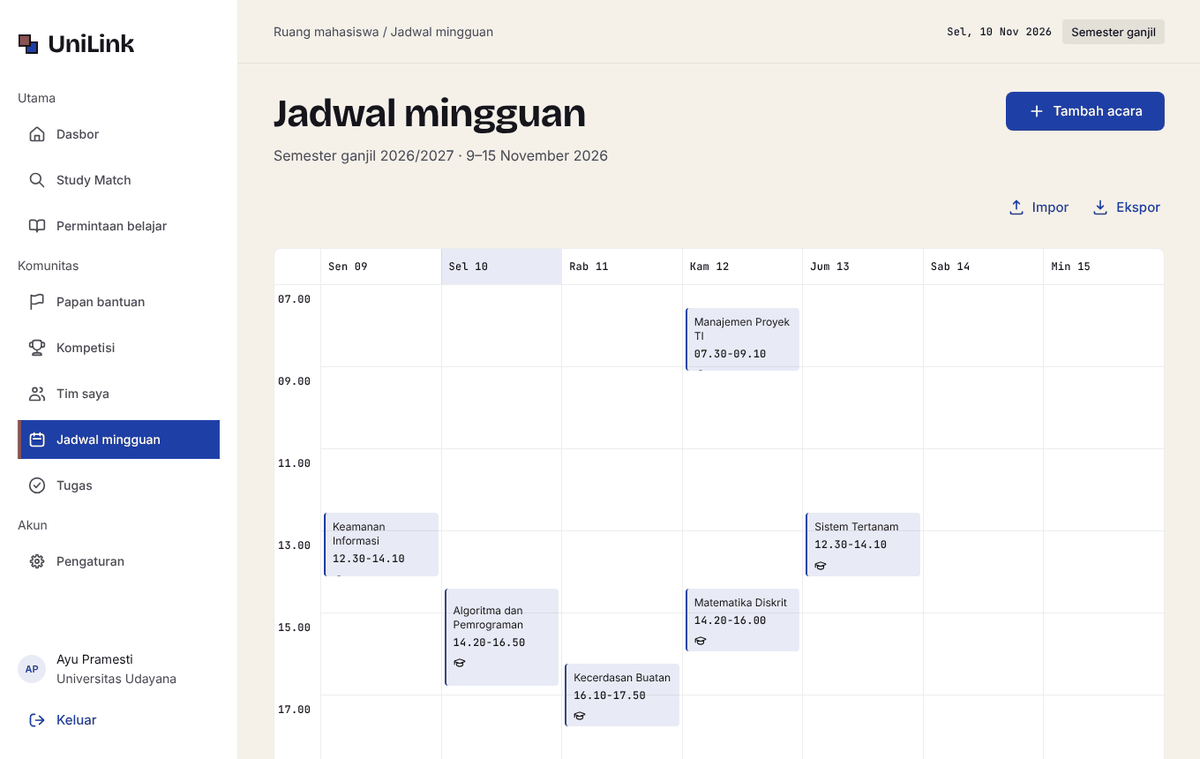 UniLink
Utama
Dasbor
Study Match
Permintaan belajar
Komunitas
Papan bantuan
Kompetisi
Tim saya
Jadwal mingguan
Tugas
Akun
Pengaturan
AP
Ayu Pramesti
Universitas Udayana
Keluar
Ruang mahasiswa / Jadwal mingguan
Sel, 10 Nov 2026
Semester ganjil
Jadwal mingguan
Tambah acara
Semester ganjil 2026/2027 · 9–15 November 2026
Impor
Ekspor
Sen 09
Sel 10
Rab 11
Kam 12
Jum 13
Sab 14
Min 15
07.00
Manajemen Proyek
TI
07.30-09.10
09.00
11.00
Keamanan
Informasi
12.30-14.10
Sistem Tertanam
12.30-14.10
13.00
Algoritma dan
Pemrograman
14.20-16.50
Matematika Diskrit
14.20-16.00
15.00
Kecerdasan Buatan
16.10-17.50
17.00